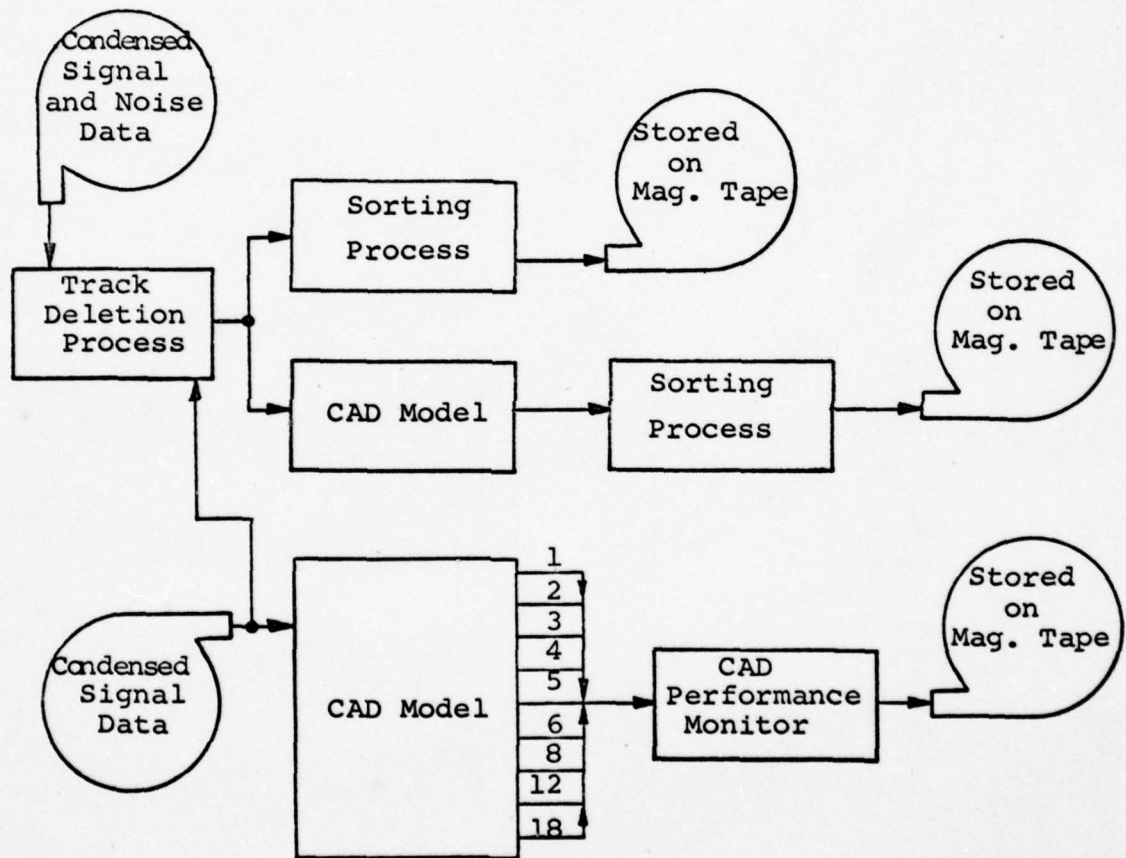 Condensed
Signal
and Noise
Data
Stored
on
Mag. Tape
Sorting
Process
Track
Deletion
Process
Stored
on
Mag. Tape
CAD Model
Sorting
Process
Condensed
Signal
Data
CAD Model
1
2
3
4
5
6
8
12
18
CAD
Performance
Monitor
Stored
on
Mag. Tape